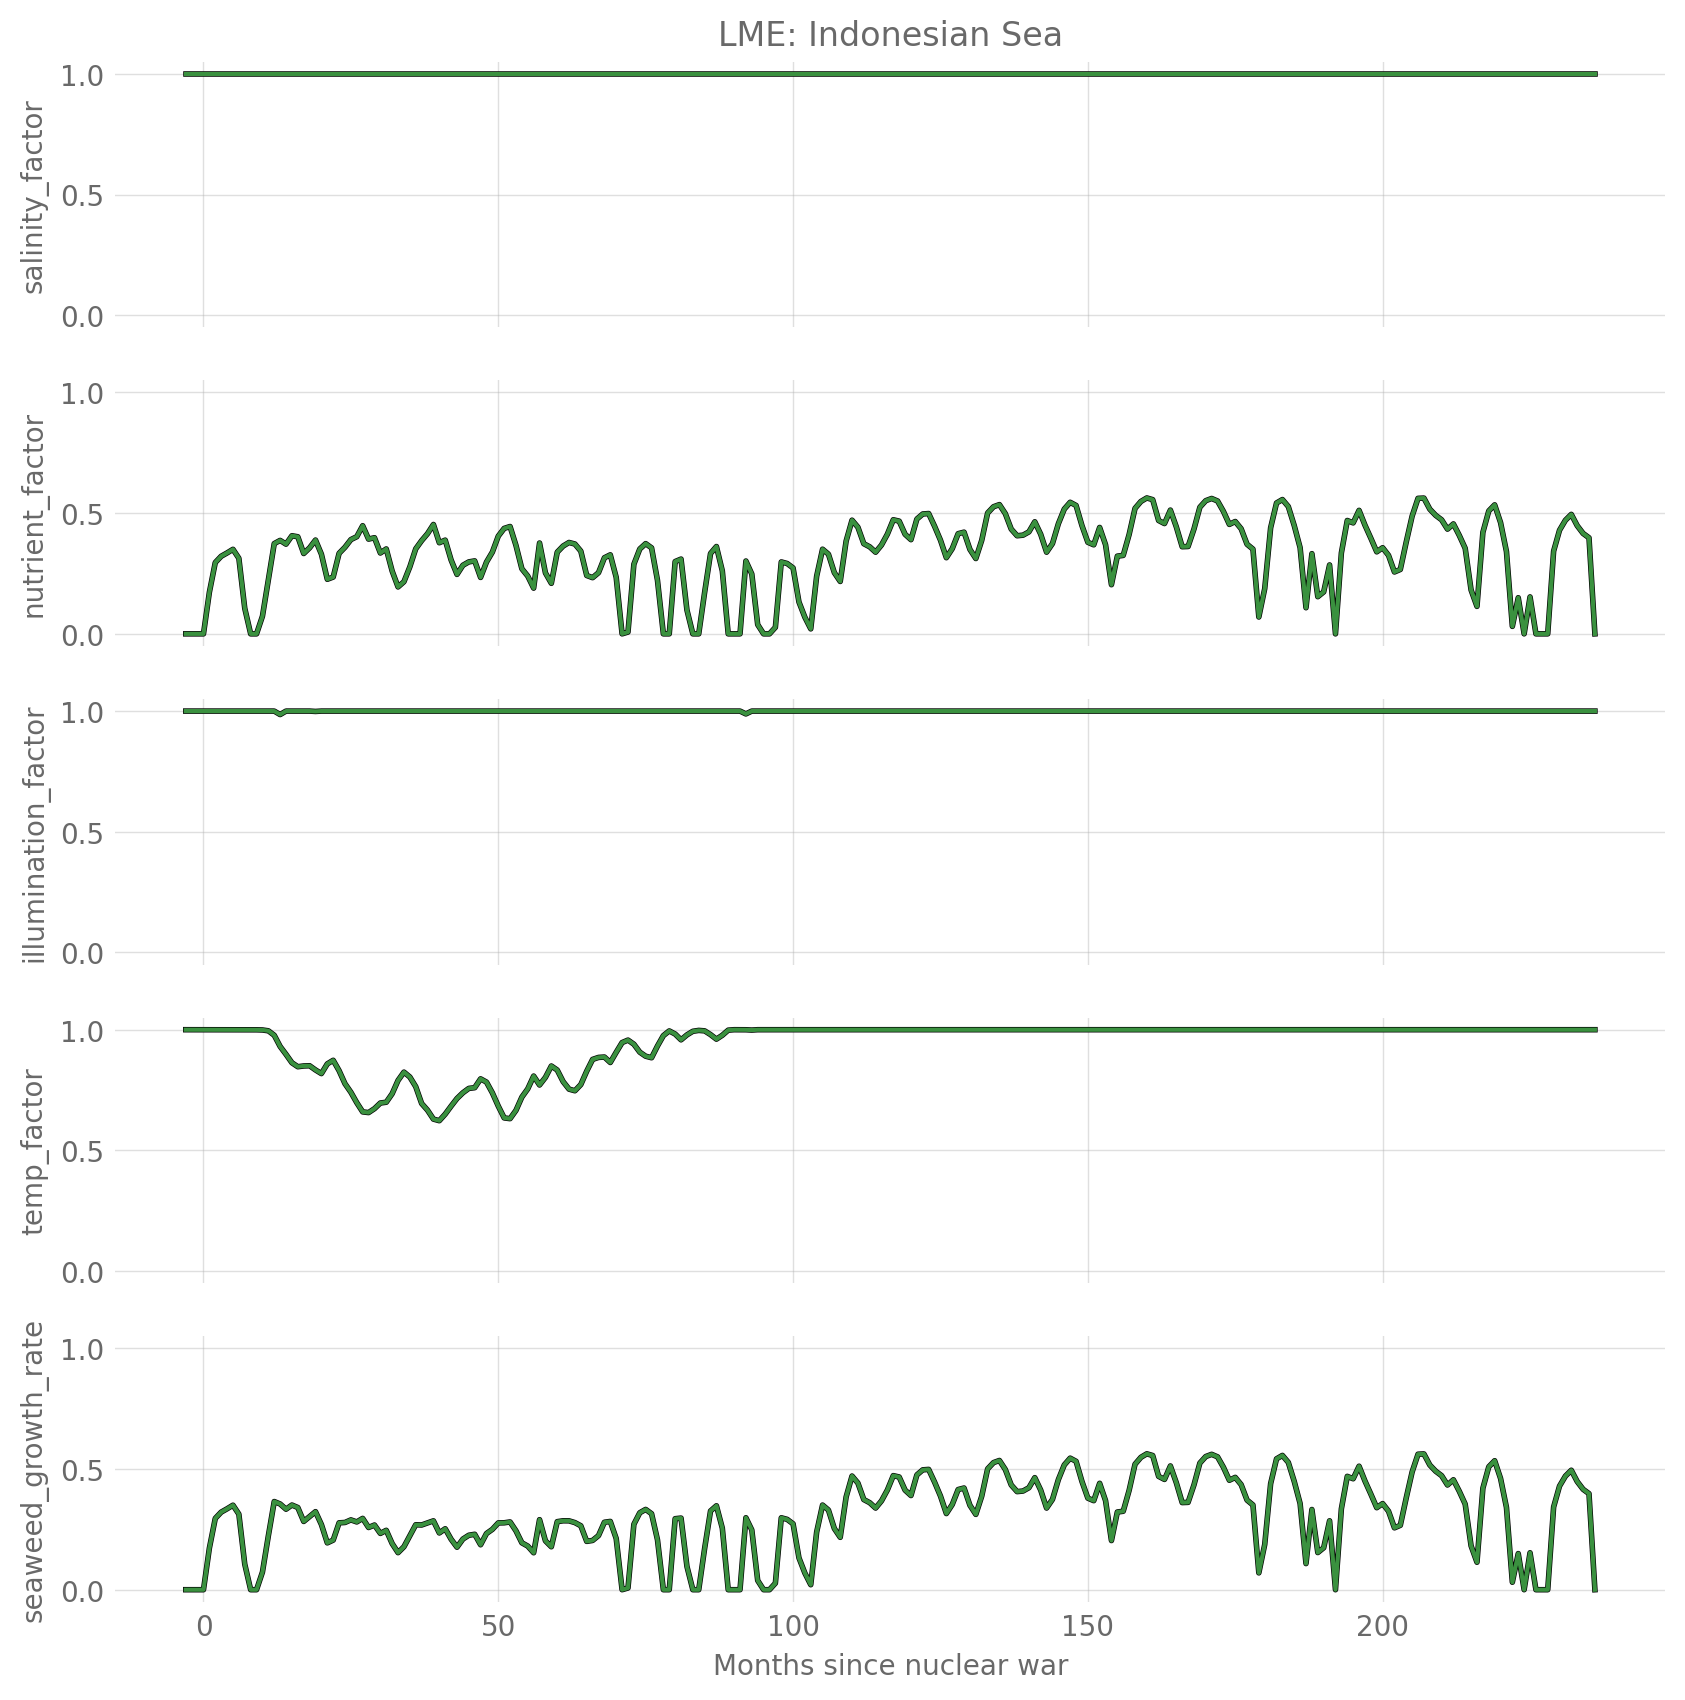 LME: Indonesian Sea
1.0
0.5
0.0
salinity_factor
1.0
0.5
0.0
nutrient_factor
1.0
0.5
0.0
illumination_factor
1.0
0.5
0.0
temp_factor
1.0
0.5
0.0
seaweed_growth_rate
0 50 100 150 200
Months since nuclear war